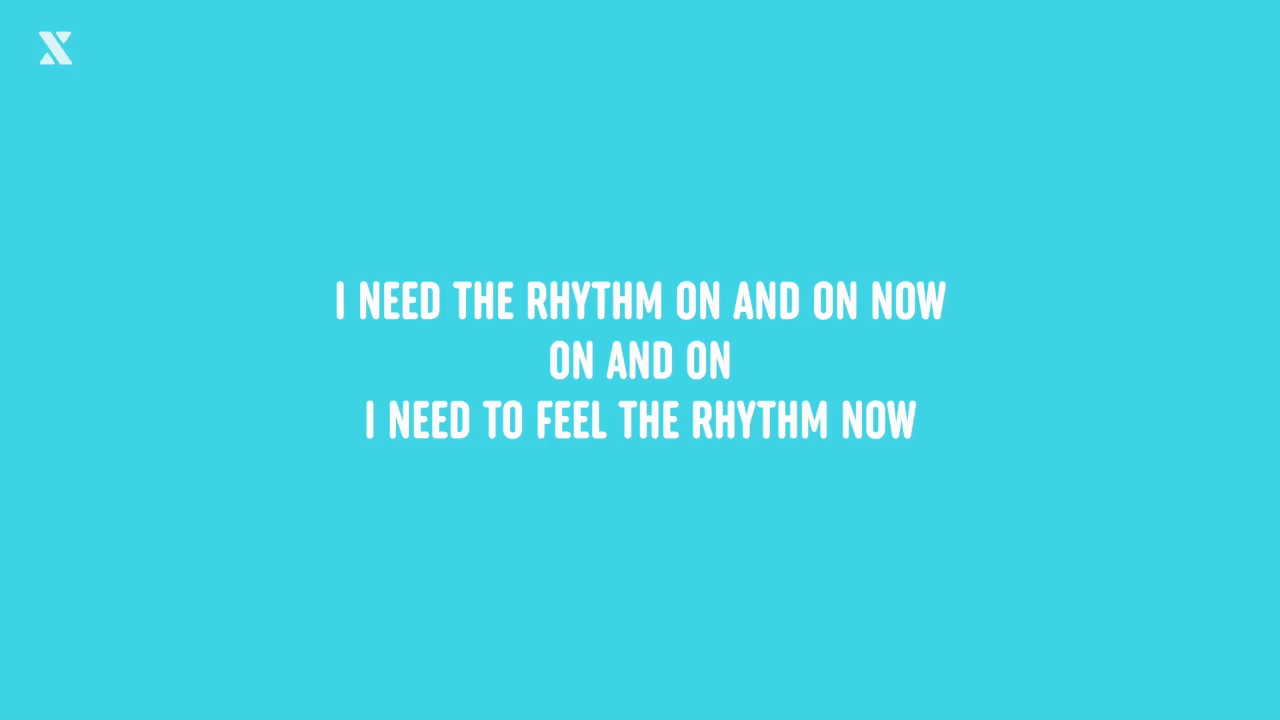 I NEED THE RHYTHM ON AND ON NOW
ON AND ON
I NEED TO FEEL THE RHYTHM NOW